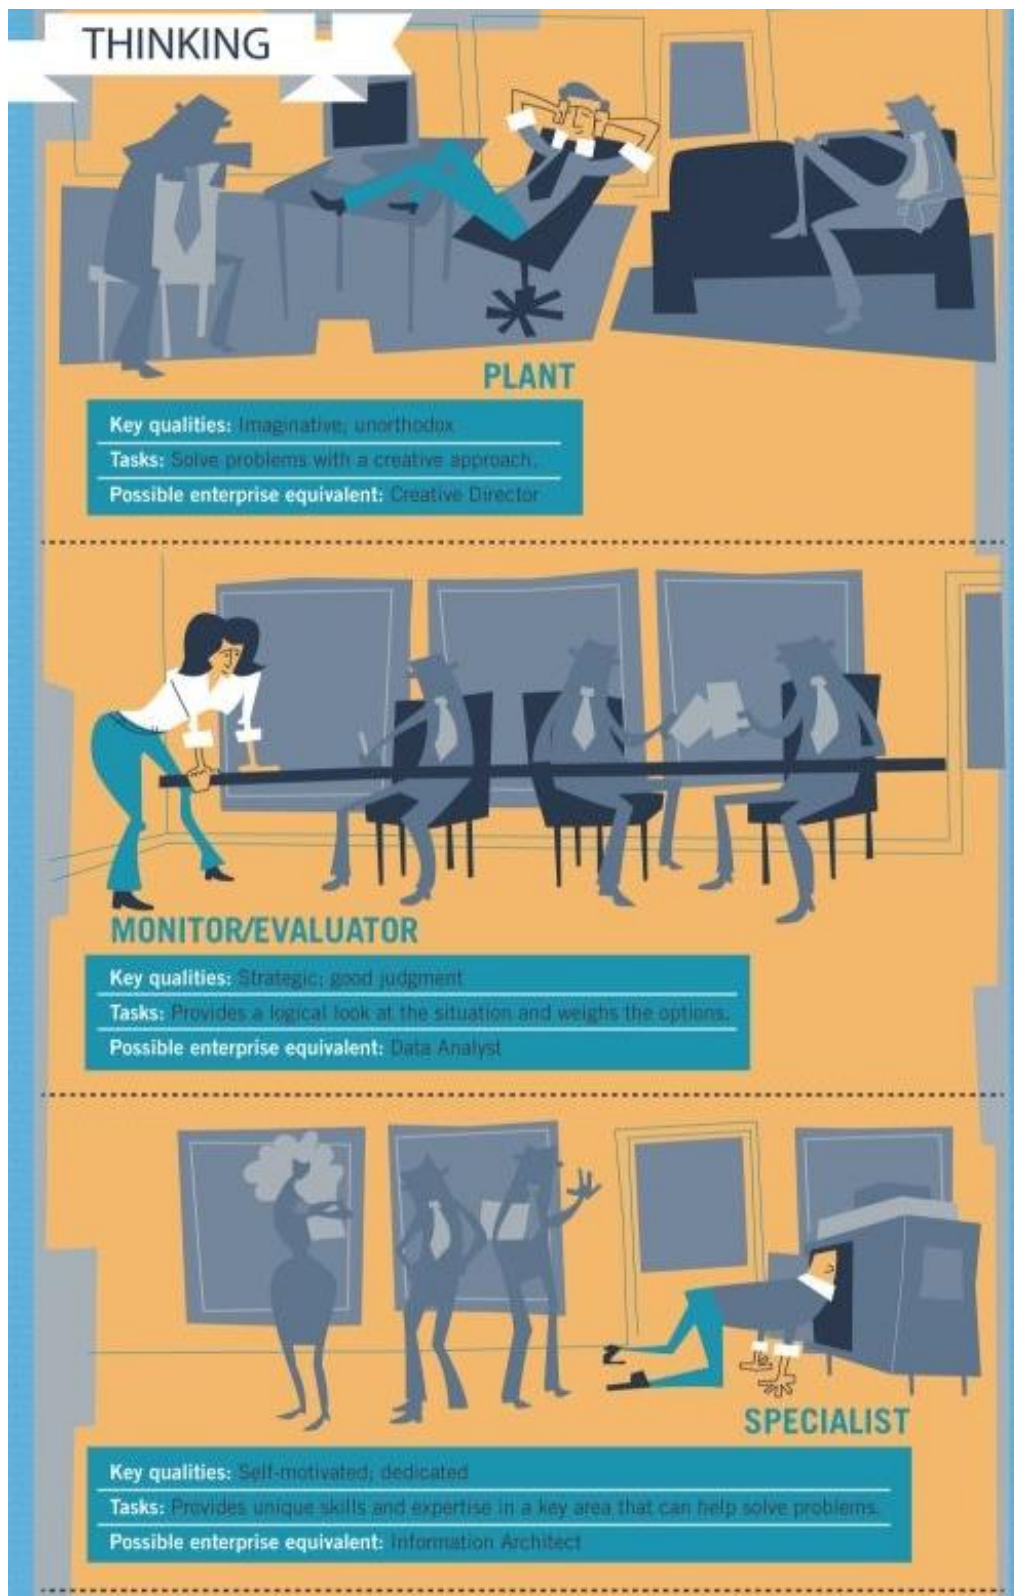 THINKING
PLANT
Key qualities: Imaginative; unorthodox
Tasks: Solve problems with a creative approach.
Possible enterprise equivalent: Creative Director
MONITOR/EVALUATOR
Key qualities: Strategic; good judgment
Tasks: Provides a logical look at the situation and weighs the options.
Possible enterprise equivalent: Data Analyst
SPECIALIST
Key qualities: Self-motivated; dedicated
Tasks: Provides unique skills and expertise in a key area that can help solve problems.
Possible enterprise equivalent: Information Architect